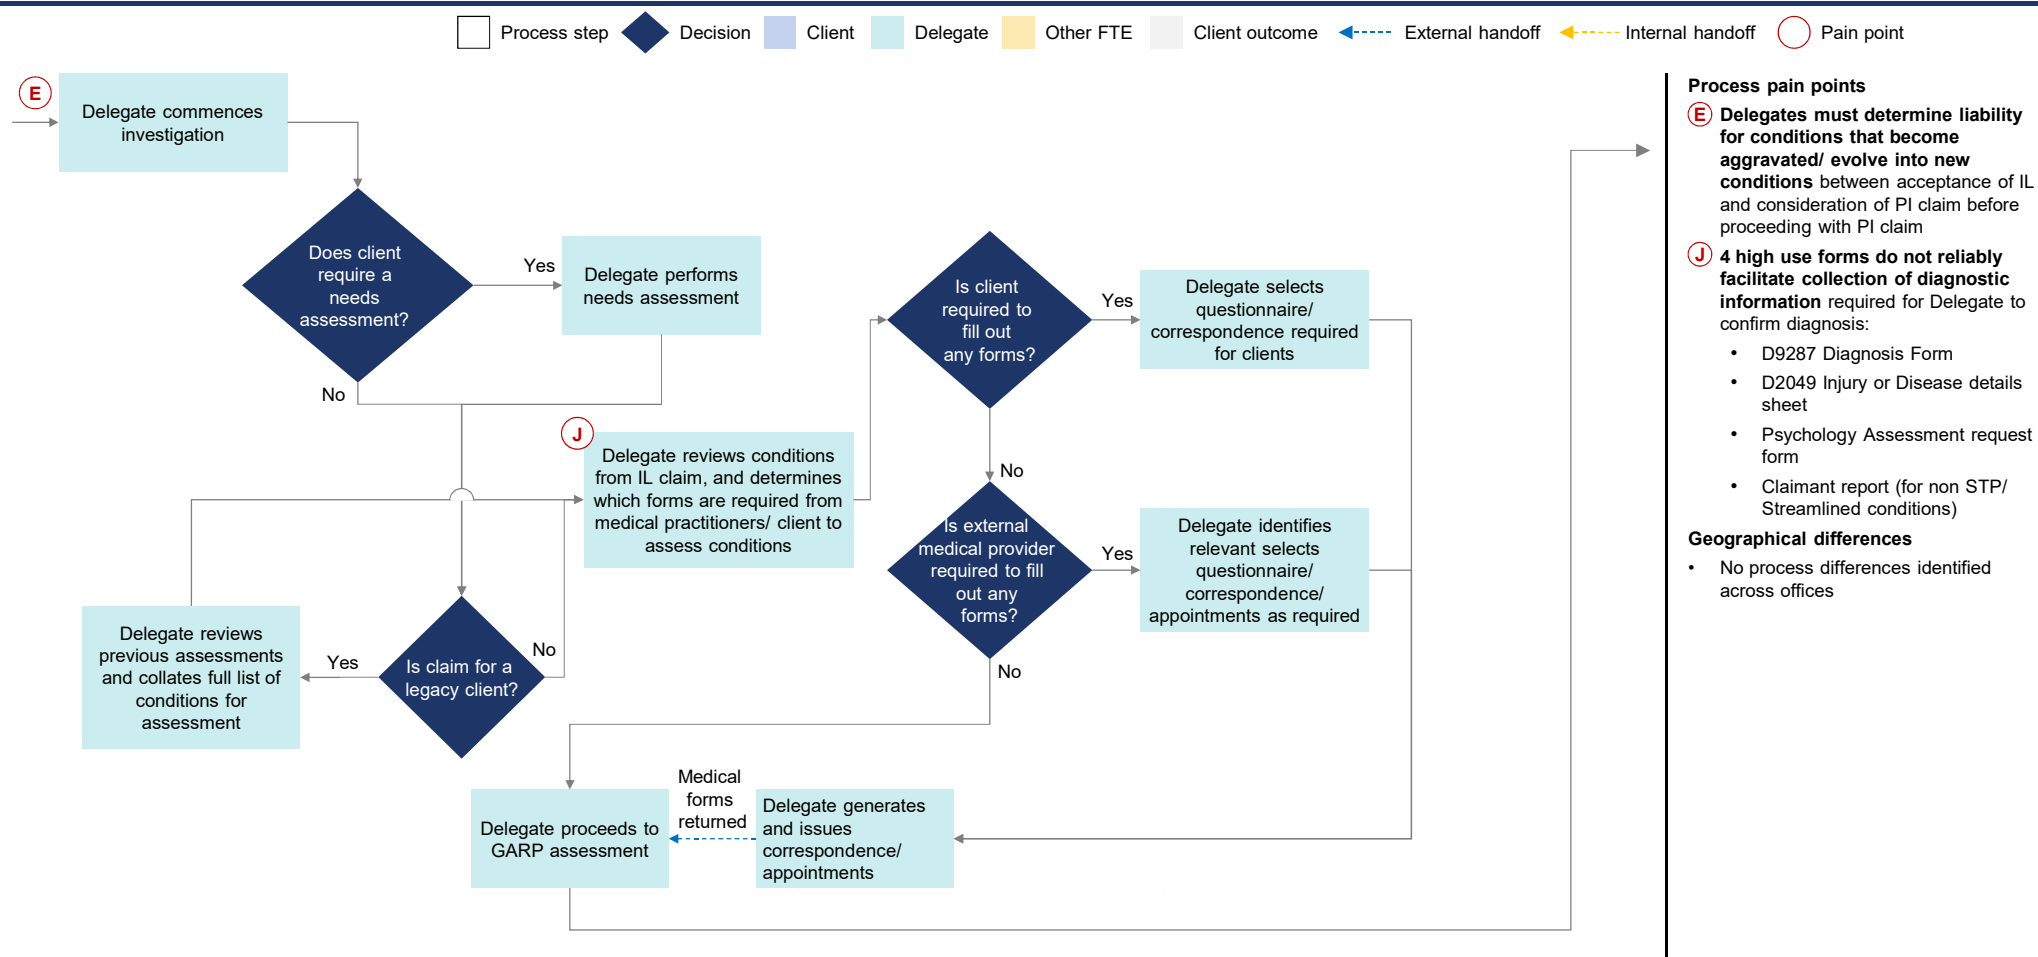 Process step
Decision
Client
Delegate
Other FTE
Client outcome
External handoff
Internal handoff
Pain point
E
Delegate commences
investigation
Does client
require a
needs
assessment?
Yes
No
Delegate performs
needs assessment
J
Delegate reviews conditions
from IL claim, and determines
which forms are required from
medical practitioners/ client to
assess conditions
Delegate reviews
previous assessments
and collates full list of
conditions for
assessment
Yes
Is claim for a
legacy client?
No
Is client
required to
fill out
any forms?
Yes
No
Delegate selects
questionnaire/
correspondence required
for clients
Is external
medical provider
required to fill
out any
forms?
Yes
No
Delegate identifies
relevant selects
questionnaire/
correspondence/
appointments as required
Delegate proceeds to
GARP assessment
Medical
forms
returned
Delegate generates
and issues
correspondence/
appointments
Process pain points
E Delegates must determine liability
for conditions that become
aggravated/ evolve into new
conditions between acceptance of IL
and consideration of PI claim before
proceeding with PI claim
J 4 high use forms do not reliably
facilitate collection of diagnostic
information required for Delegate to
confirm diagnosis:
• D9287 Diagnosis Form
• D2049 Injury or Disease details
sheet
• Psychology Assessment request
form
• Claimant report (for non STP/
Streamlined conditions)
Geographical differences
• No process differences identified
across offices